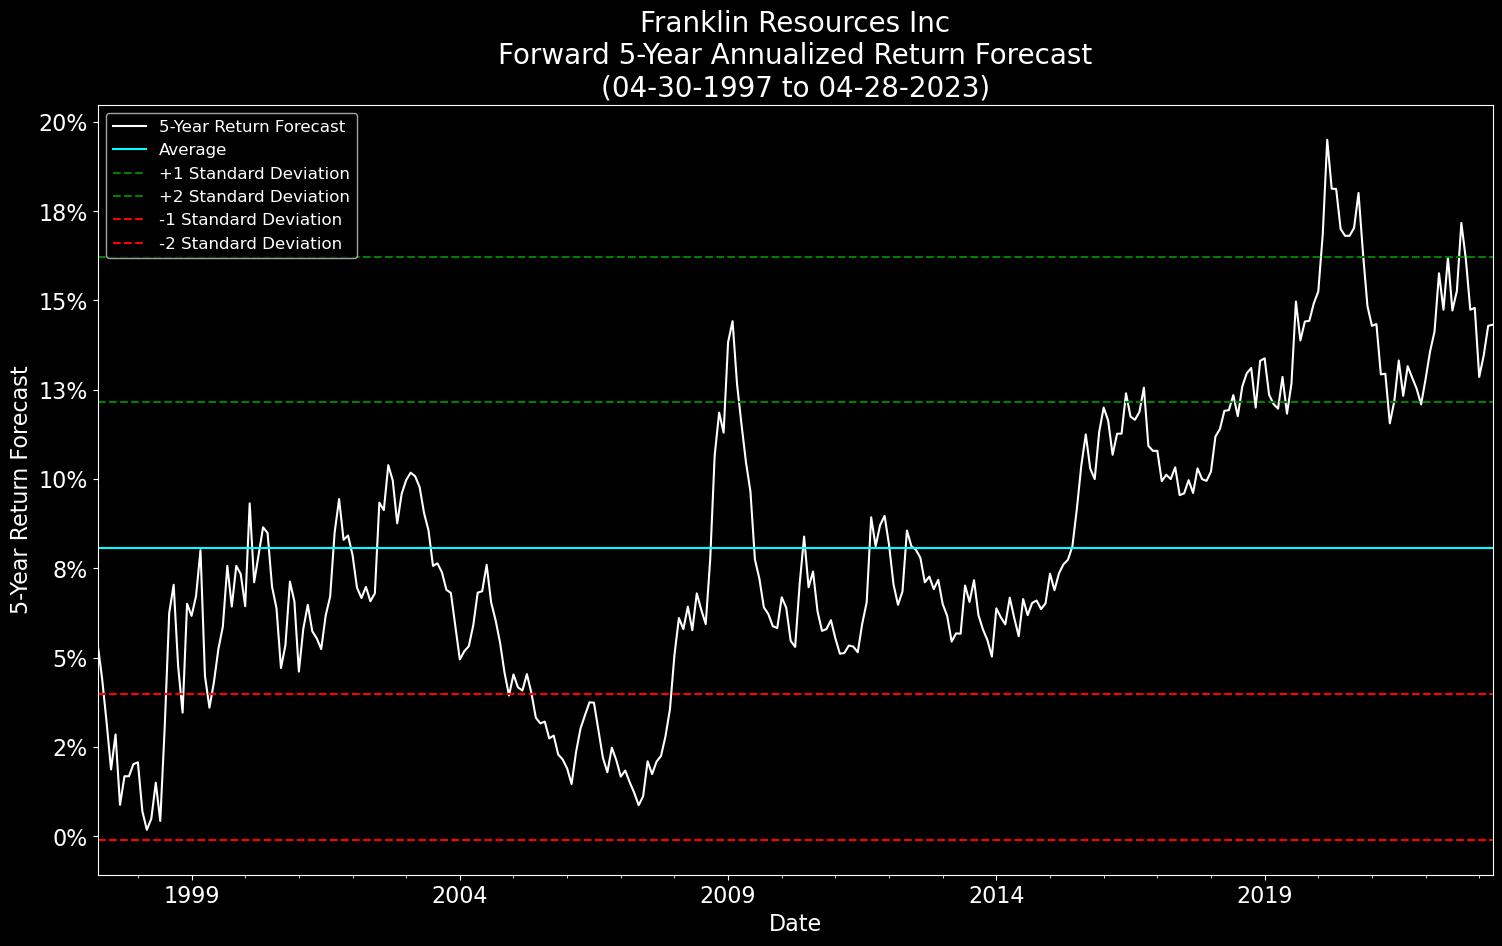 Franklin Resources Inc
Forward 5-Year Annualized Return Forecast
(04-30-1997 to 04-28-2023)
5-Year Return Forecast
Average
+1 Standard Deviation
+2 Standard Deviation
-1 Standard Deviation
-2 Standard Deviation
20%
18%
15%
13%
10%
8%
5%
2%
0%
5-Year Return Forecast
1999
2004
2009
2014
2019
Date